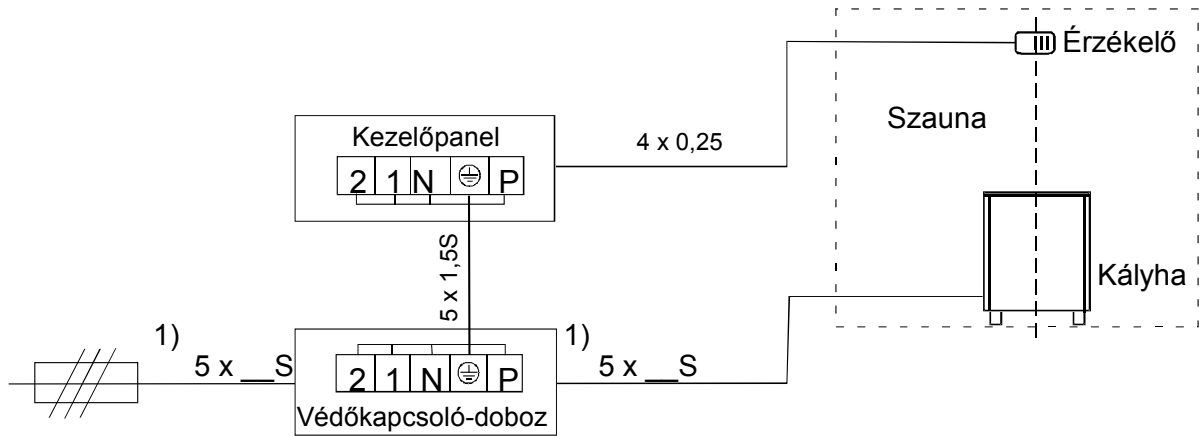 Érzékelő
Szauna
Kezelőpanel
4 x 0,25
2 1 N P
5 x 1,5S
Kályha
1)
1)
5 x __S
5 x __S
2 1 N P
Védőkapcsoló-doboz